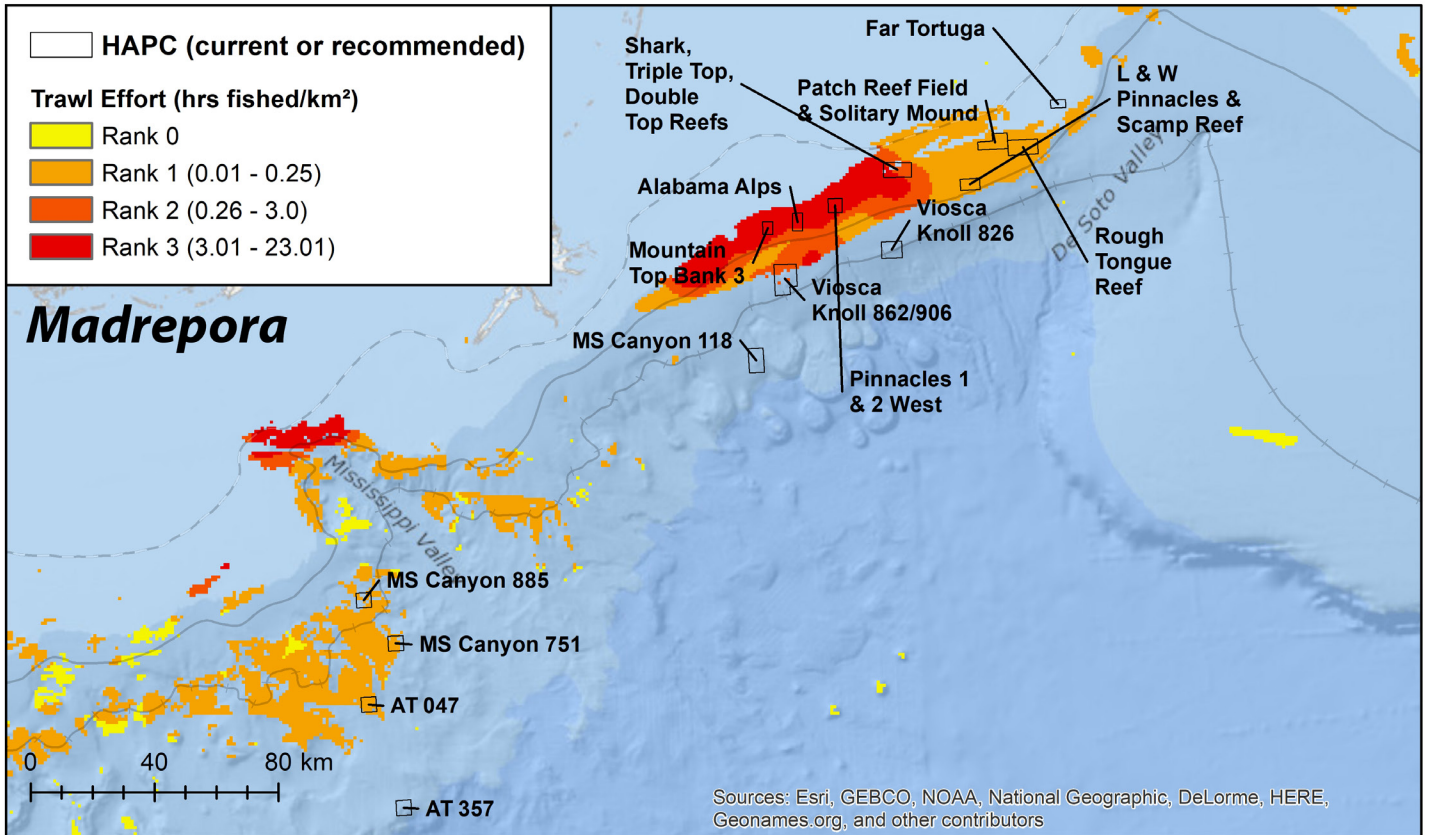 HAPC (current or recommended)
Trawl Effort (hrs fished/km²)
Rank 0
Rank 1 (0.01 - 0.25)
Rank 2 (0.26 - 3.0)
Rank 3 (3.01 - 23.01)
Madrepora
Far Tortuga
Shark,
Triple Top,
Double
Top Reefs
Patch Reef Field
& Solitary Mound
L & W
Pinnacles &
Scamp Reef
Alabama Alps
Mountain
Top Bank 3
Viosca
Knoll 826
De Soto Valley
Rough
Tongue
Reef
Viosca
Knoll 862/906
MS Canyon 118
Pinnacles 1
& 2 West
Mississippi Valley
MS Canyon 885
MS Canyon 751
AT 047
AT 357
0 40 80 km
Sources: Esri, GEBCO, NOAA, National Geographic, DeLorme, HERE,
Geonames.org, and other contributors